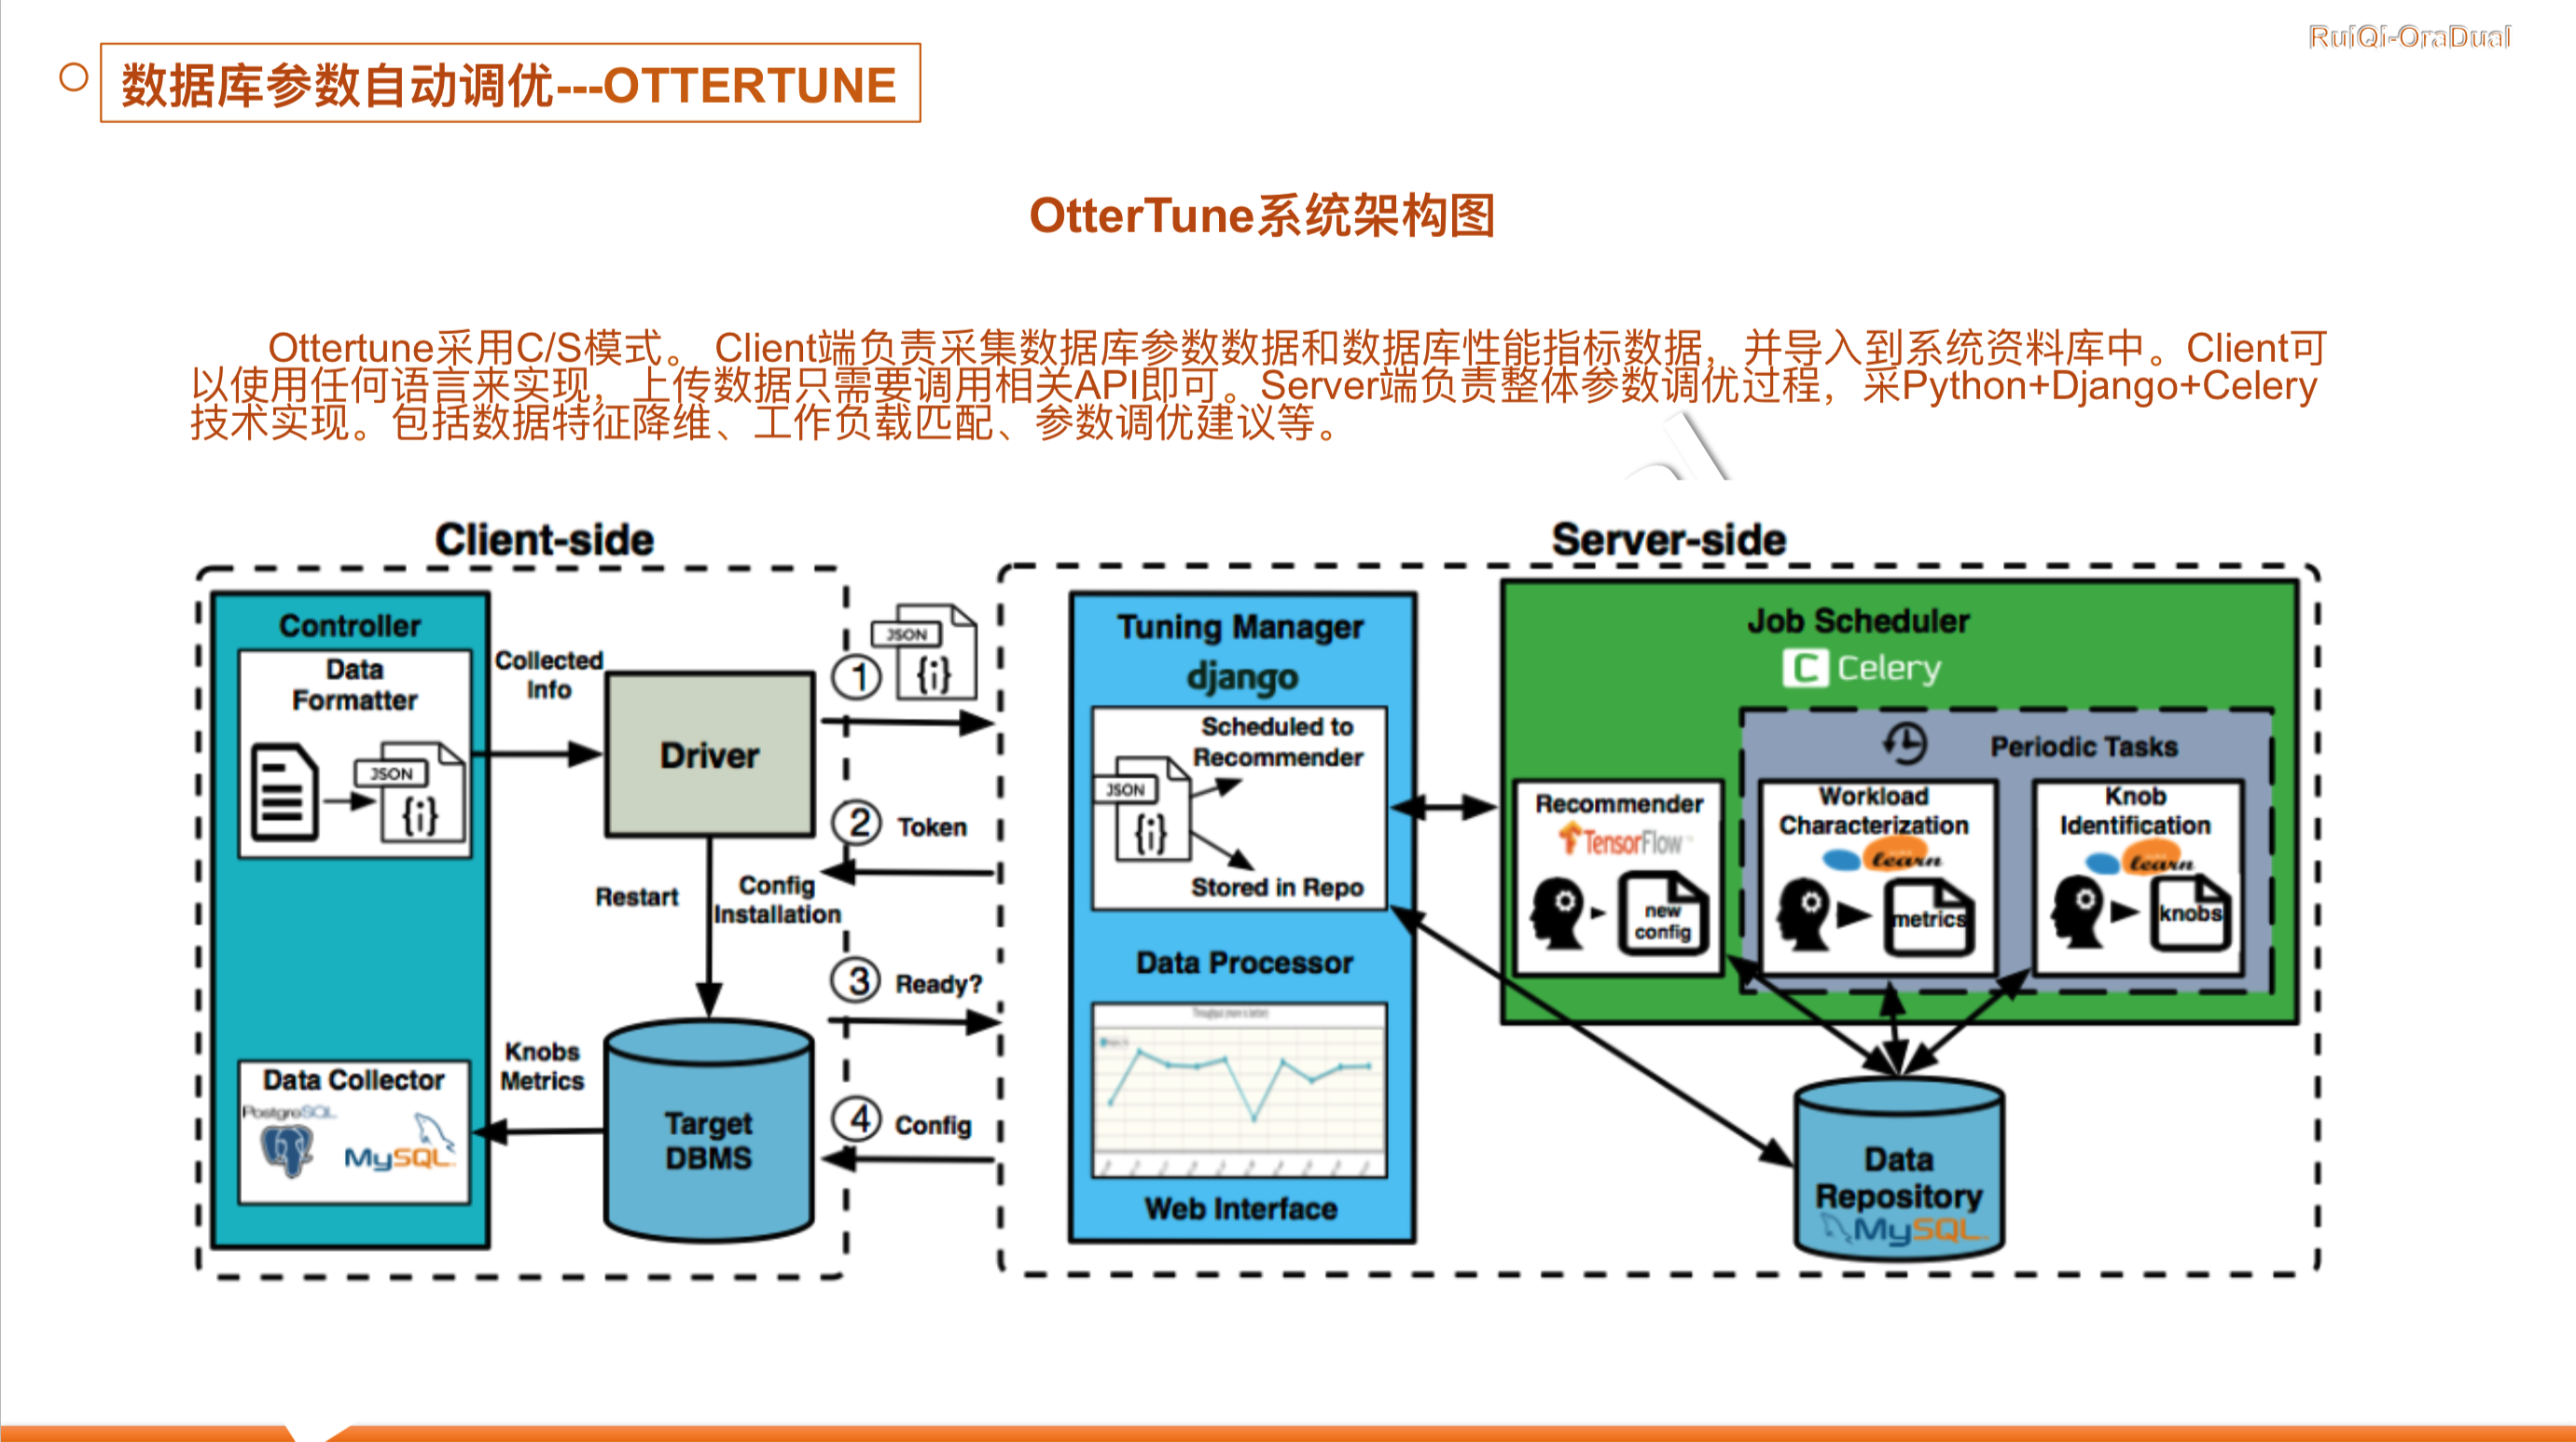 RuiQi-OraDual
数据库参数自动调优---OTTERTUNE
OtterTune系统架构图
Ottertune采用C/S模式。 Client端负责采集数据库参数数据和数据库性能指标数据，并导入到系统资料库中。Client可
以使用任何语言来实现，上传数据只需要调用相关API即可。Server端负责整体参数调优过程，采Python+Django+Celery
技术实现。包括数据特征降维、工作负载匹配、参数调优建议等。
Client-side
Controller
Data
Formatter
JSON
{i}
Collected
Info
Driver
Restart
Config
Installation
Knobs
Metrics
Data Collector
PostgreSQL
MySQL
Target
DBMS
1
JSON
{i}
2 Token
3 Ready?
4 Config
Server-side
Tuning Manager
django
Scheduled to
Recommender
JSON
{i}
Stored in Repo
Data Processor
Throughput (more is better)
Web Interface
Job Scheduler
C Celery
Periodic Tasks
Recommender
TensorFlow
new
config
Workload
Characterization
learn
metrics
Knob
Identification
learn
knobs
Data
Repository
MySQL